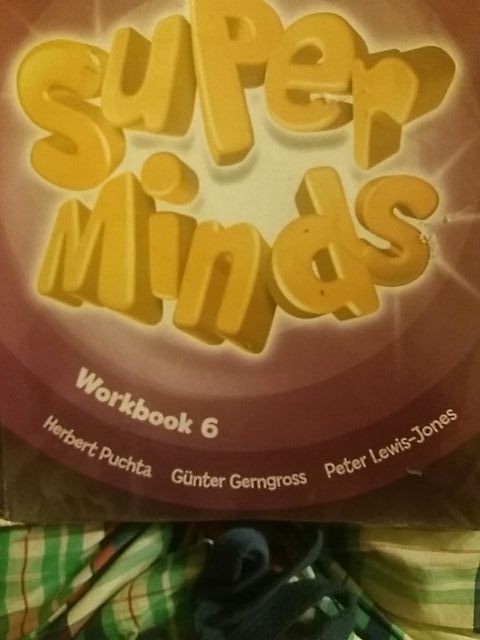 Super
Minds
Workbook 6
Herbert Puchta Günter Gerngross Peter Lewis-Jones